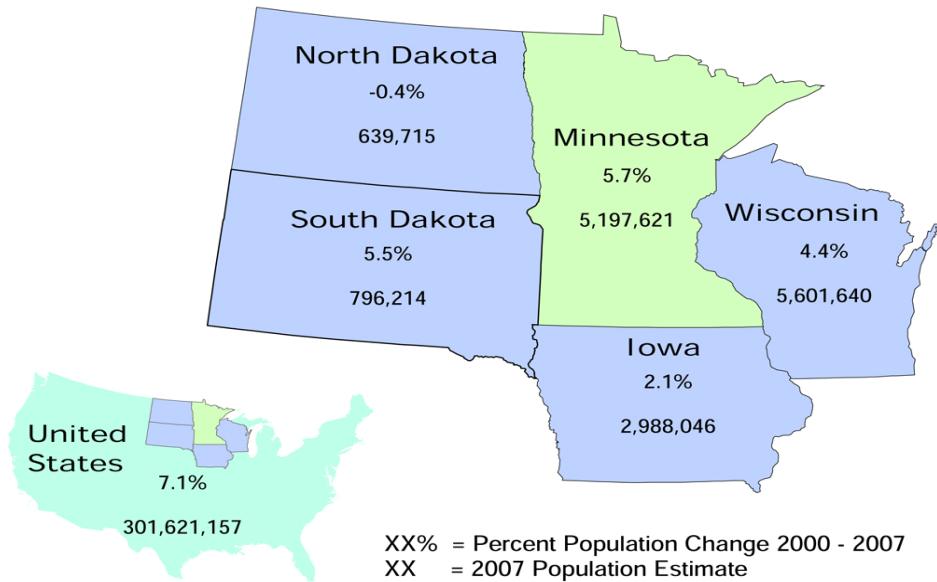 North Dakota
-0.4%
639,715
Minnesota
5.7%
5,197,621
South Dakota
5.5%
796,214
Wisconsin
4.4%
5,601,640
Iowa
2.1%
2,988,046
United
States
7.1%
301,621,157
XX% = Percent Population Change 2000 - 2007
XX = 2007 Population Estimate